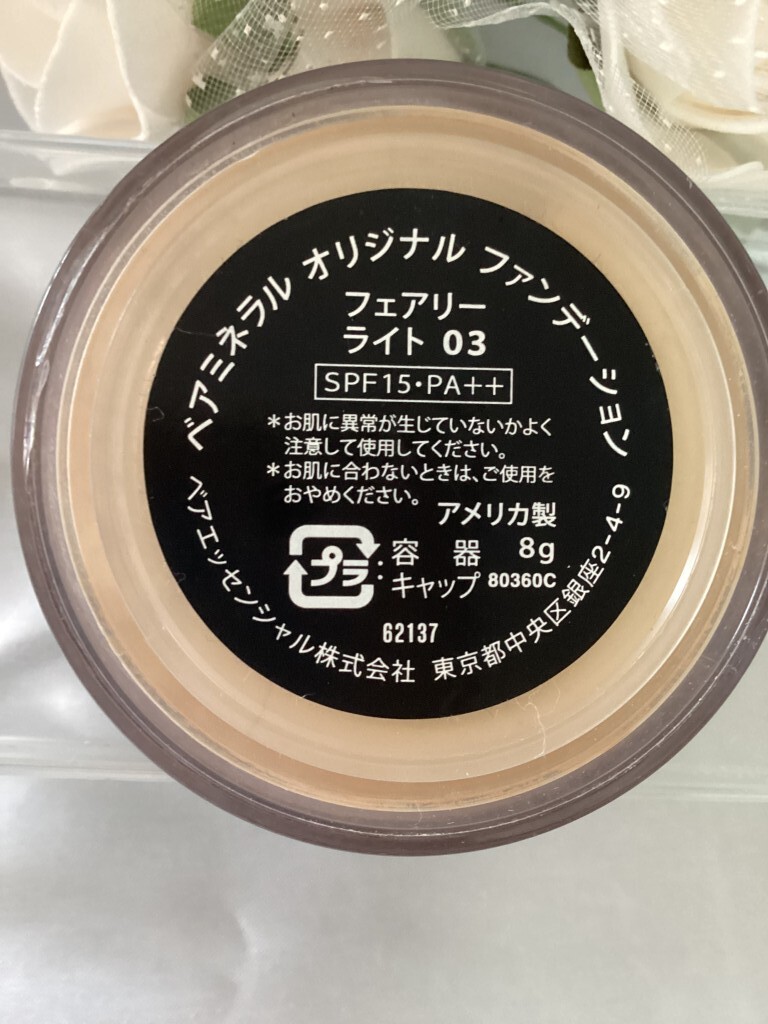 ベアミネラル オリジナル ファンデーション
フェアリー
ライト 03
SPF15・PA++
*お肌に異常が生じていないかよく
注意して使用してください。
*お肌に合わないときは、ご使用を
おやめください。
アメリカ製
プラ:容 器 8g
キャップ 80360C
62137
ベアエッセンシャル株式会社 東京都中央区銀座2-4-9